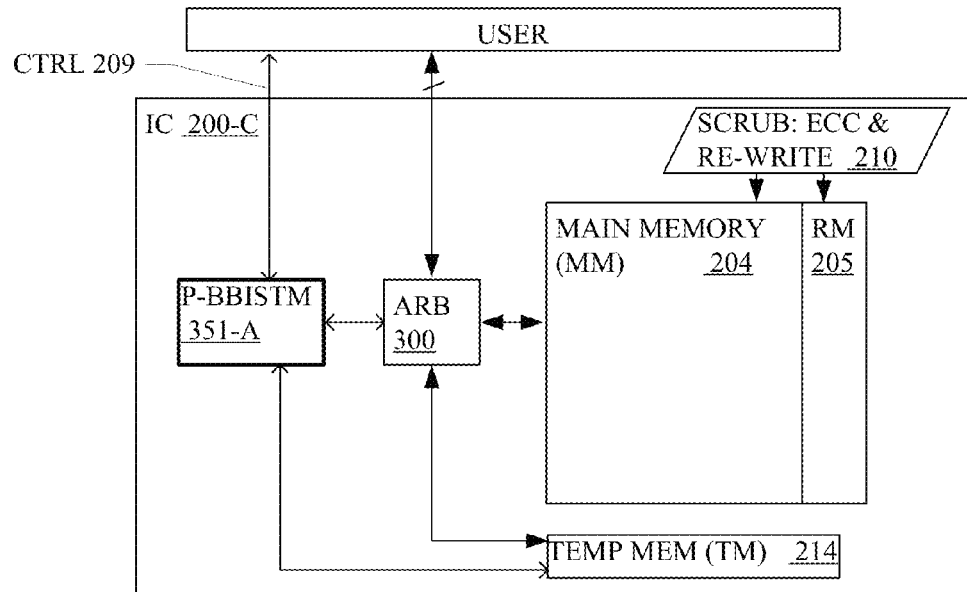 USER
CTRL 209
IC 200-C
SCRUB: ECC &
RE-WRITE 210
MAIN MEMORY
(MM) 204
RM
205
P-BBISTM
351-A
ARB
300
TEMP MEM (TM) 214